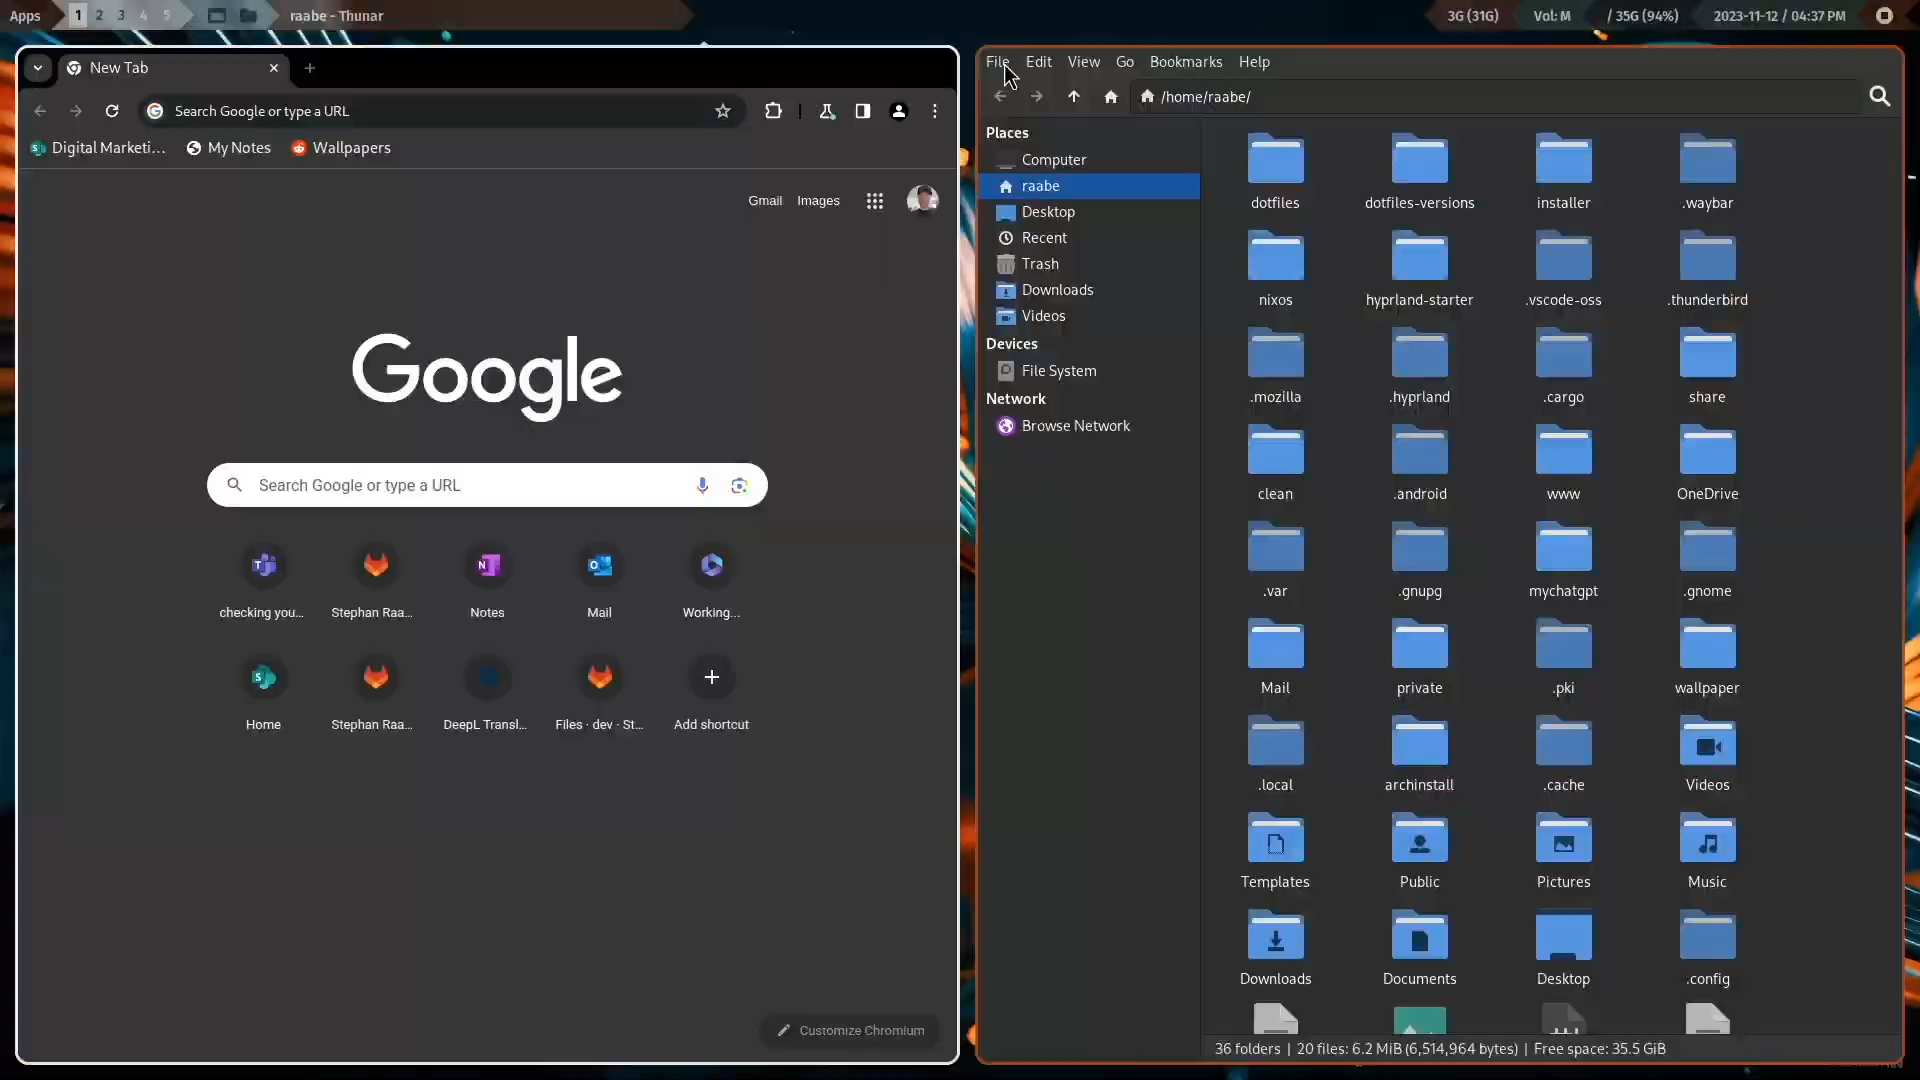 Apps 1 2 3 4 5 raabe - Thunar 3G (31G) Vol: M / 35G (94%) 2023-11-12 / 04:37 PM
New Tab
Search Google or type a URL
Digital Marketi... My Notes Wallpapers
Gmail Images
Google
Search Google or type a URL
checking you... Stephan Raa... Notes Mail Working...
Home Stephan Raa... DeepL Transl... Files · dev · St... Add shortcut
Customize Chromium
File Edit View Go Bookmarks Help
/home/raabe/
Places
Computer
raabe
Desktop
Recent
Trash
Downloads
Videos
Devices
File System
Network
Browse Network
dotfiles dotfiles-versions installer .waybar
nixos hyprland-starter .vscode-oss .thunderbird
.mozilla .hyprland .cargo share
clean .android www OneDrive
.var .gnupg mychatgpt .gnome
Mail private .pki wallpaper
.local archinstall .cache Videos
Templates Public Pictures Music
Downloads Documents Desktop .config
36 folders | 20 files: 6.2 MiB (6,514,964 bytes) | Free space: 35.5 GiB